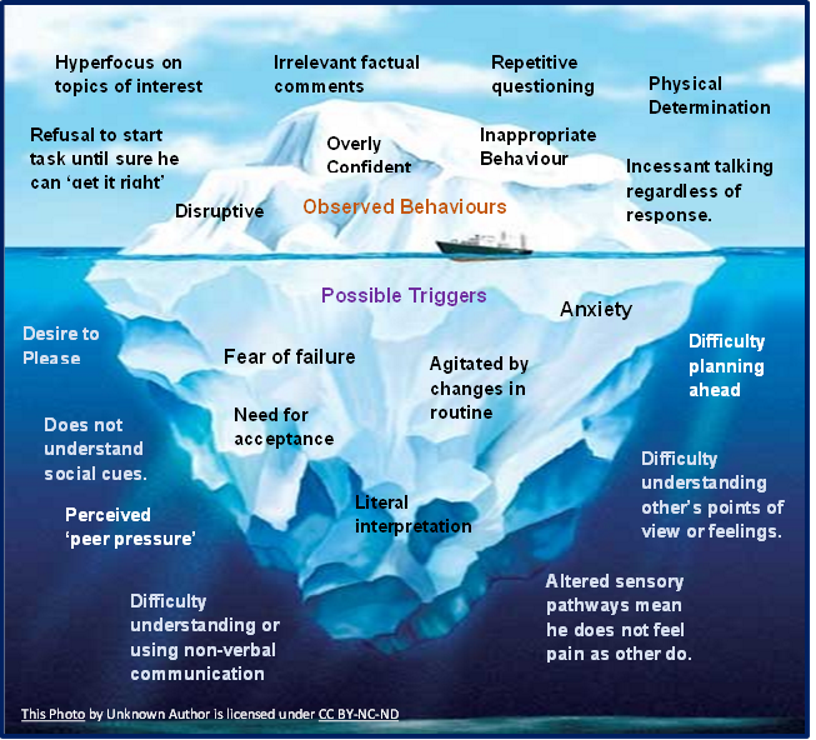 Hyperfocus on
topics of interest
Irrelevant factual
comments
Repetitive
questioning
Physical
Determination
Refusal to start
task until sure he
can ‘get it right’
Overly
Confident
Inappropriate
Behaviour
Incessant talking
regardless of
response.
Disruptive
Observed Behaviours
Possible Triggers
Anxiety
Desire to
Please
Fear of failure
Agitated by
changes in
routine
Difficulty
planning
ahead
Need for
acceptance
Does not
understand
social cues.
Difficulty
understanding
other’s points of
view or feelings.
Perceived
‘peer pressure’
Literal
interpretation
Altered sensory
pathways mean
he does not feel
pain as other do.
Difficulty
understanding or
using non-verbal
communication
This Photo by Unknown Author is licensed under CC BY-NC-ND